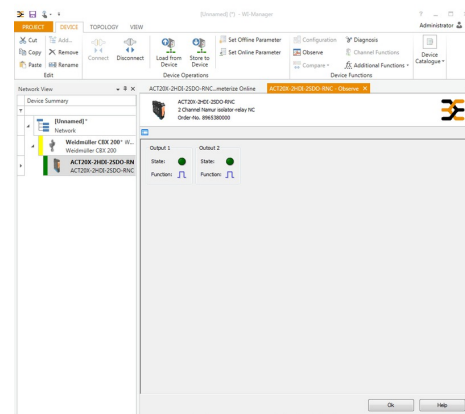 [Unnamed] (*) - WI-Manager
PROJECT DEVICE TOPOLOGY VIEW Administrator
Cut Add...
Copy Remove
Paste Rename
Edit
Connect Disconnect
Load from Device
Store to Device
Set Offline Parameter
Set Online Parameter
Device Operations
Configuration Diagnosis
Observe Channel Functions
Compare Additional Functions
Device Functions
Device Catalogue
Network View
Device Summary
[Unnamed] *
Network
Weidmüller CBX 200* W...
Weidmüller CBX 200
ACT20X-2HDI-2SDO-RN
ACT20X-2HDI-2SDO-RNC
ACT20X-2HDI-2SDO-RNC...meterize Online ACT20X-2HDI-2SDO-RNC - Observe
ACT20X-2HDI-2SDO-RNC
2 Channel Namur isolator relay NC
Order-No. 8965380000
Output 1 Output 2
State: State:
Function: Function:
Ok Help